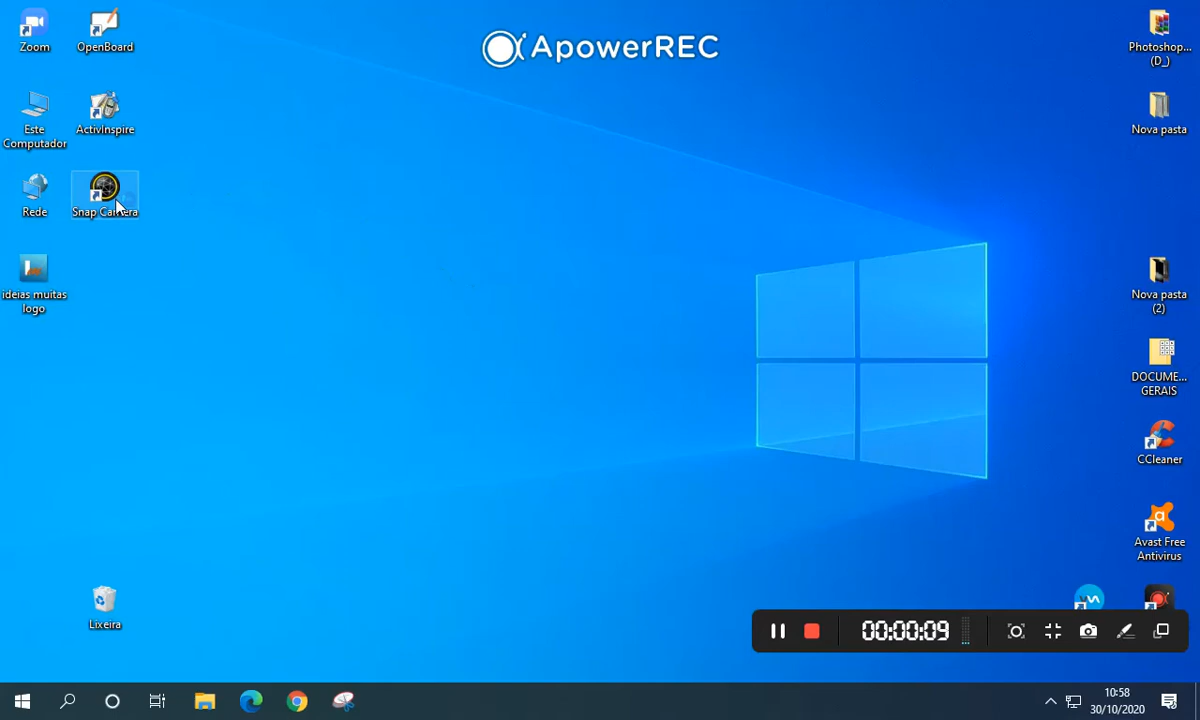 ApowerREC
Zoom
OpenBoard
Photoshop...
(D_)
Este
Computador
ActivInspire
Nova pasta
Rede
Snap Camera
ideias muitas
logo
Nova pasta
(2)
DOCUME...
GERAIS
CCleaner
Avast Free
Antivirus
Lixeira
00:00:09
10:58
30/10/2020